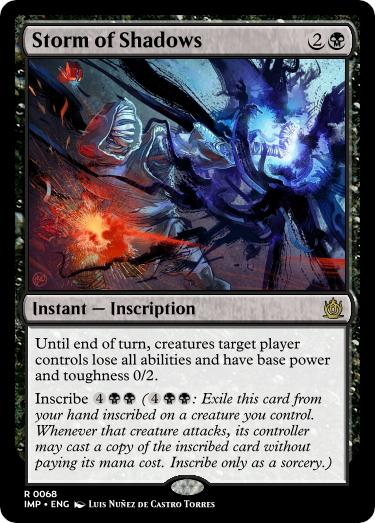 Storm of Shadows 2
Instant — Inscription
Until end of turn, creatures target player
controls lose all abilities and have base power
and toughness 0/2.
Inscribe 4 (4: Exile this card from
your hand inscribed on a creature you control.
Whenever that creature attacks, its controller
may cast a copy of the inscribed card without
paying its mana cost. Inscribe only as a sorcery.)
R 0068
IMP • ENG Luis Nuñez de Castro Torres